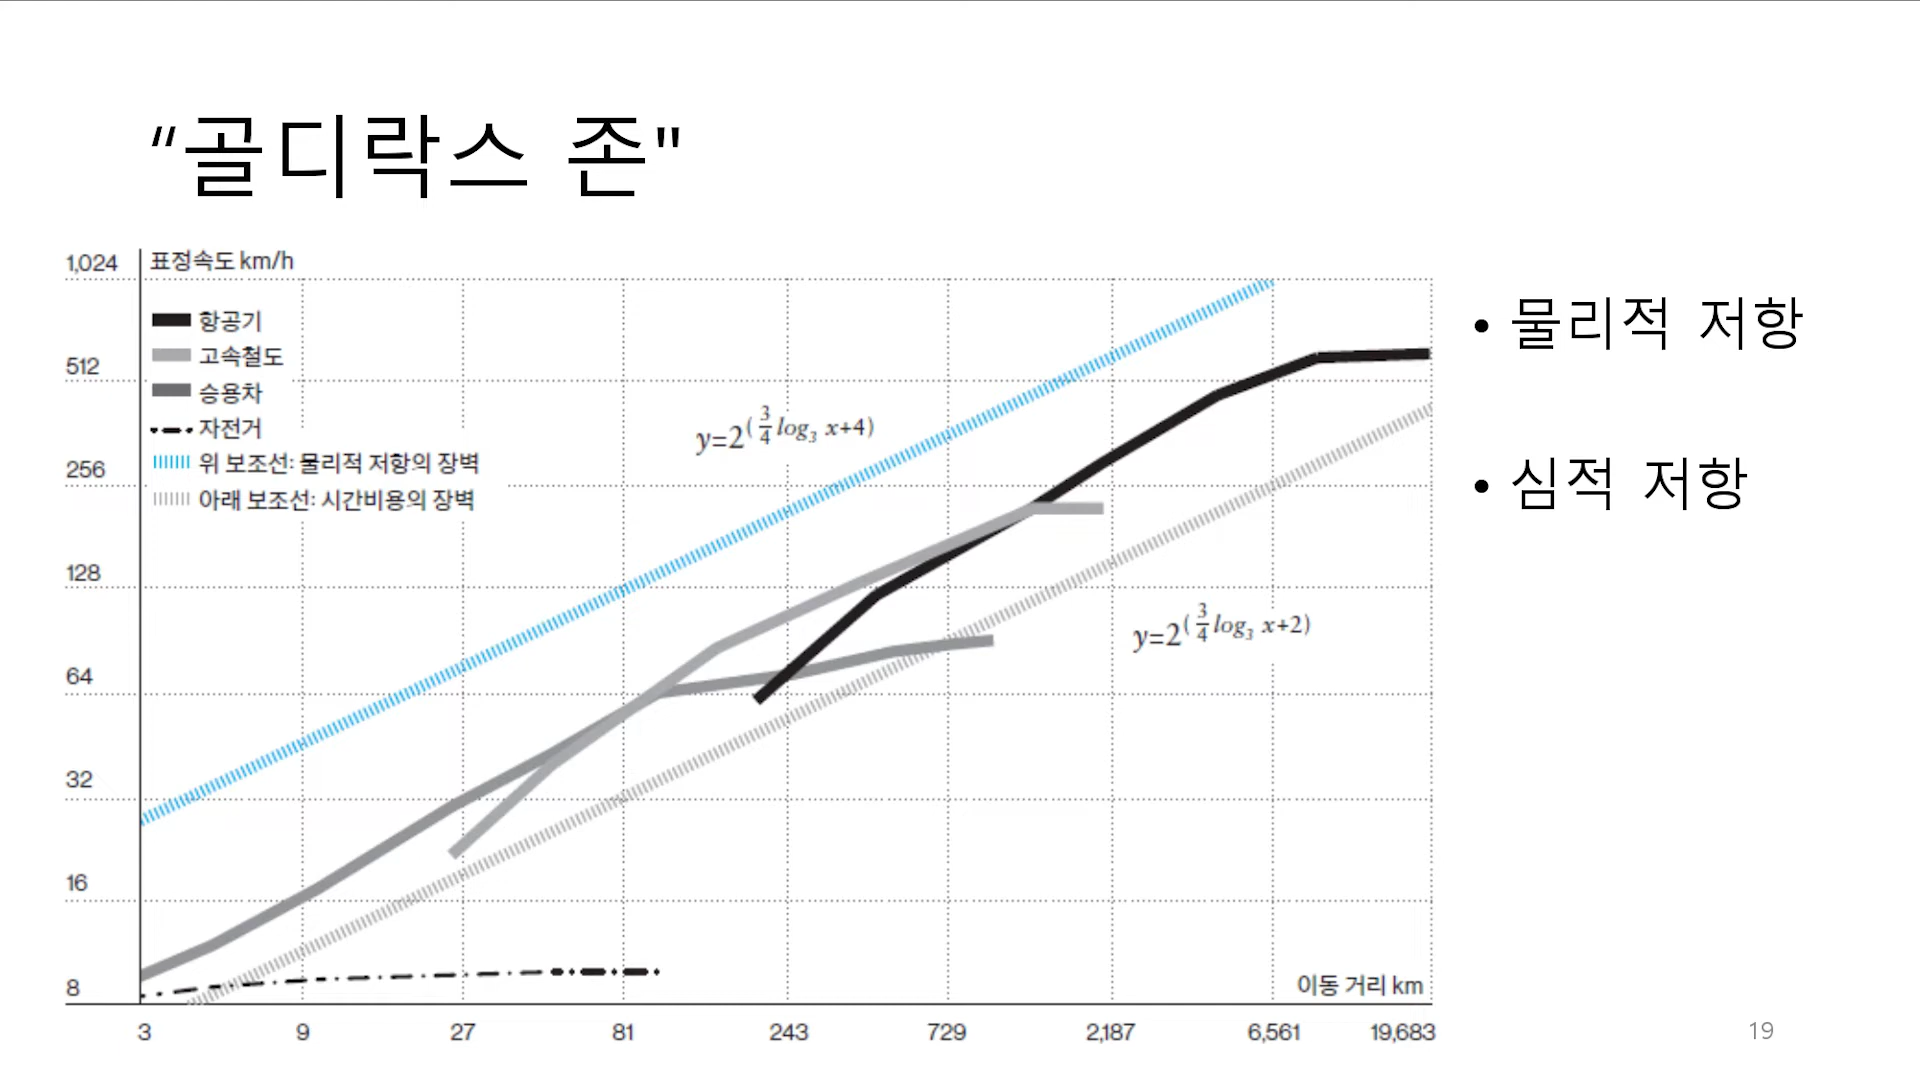 “골디락스 존"
1,024
표정속도 km/h
항공기
고속철도
승용차
자전거
위 보조선: 물리적 저항의 장벽
아래 보조선: 시간비용의 장벽
512
256
128
64
32
16
8
y=2^(3/4 log₃ x+4)
y=2^(3/4 log₃ x+2)
이동 거리 km
3 9 27 81 243 729 2,187 6,561 19,683
• 물리적 저항
• 심적 저항
19